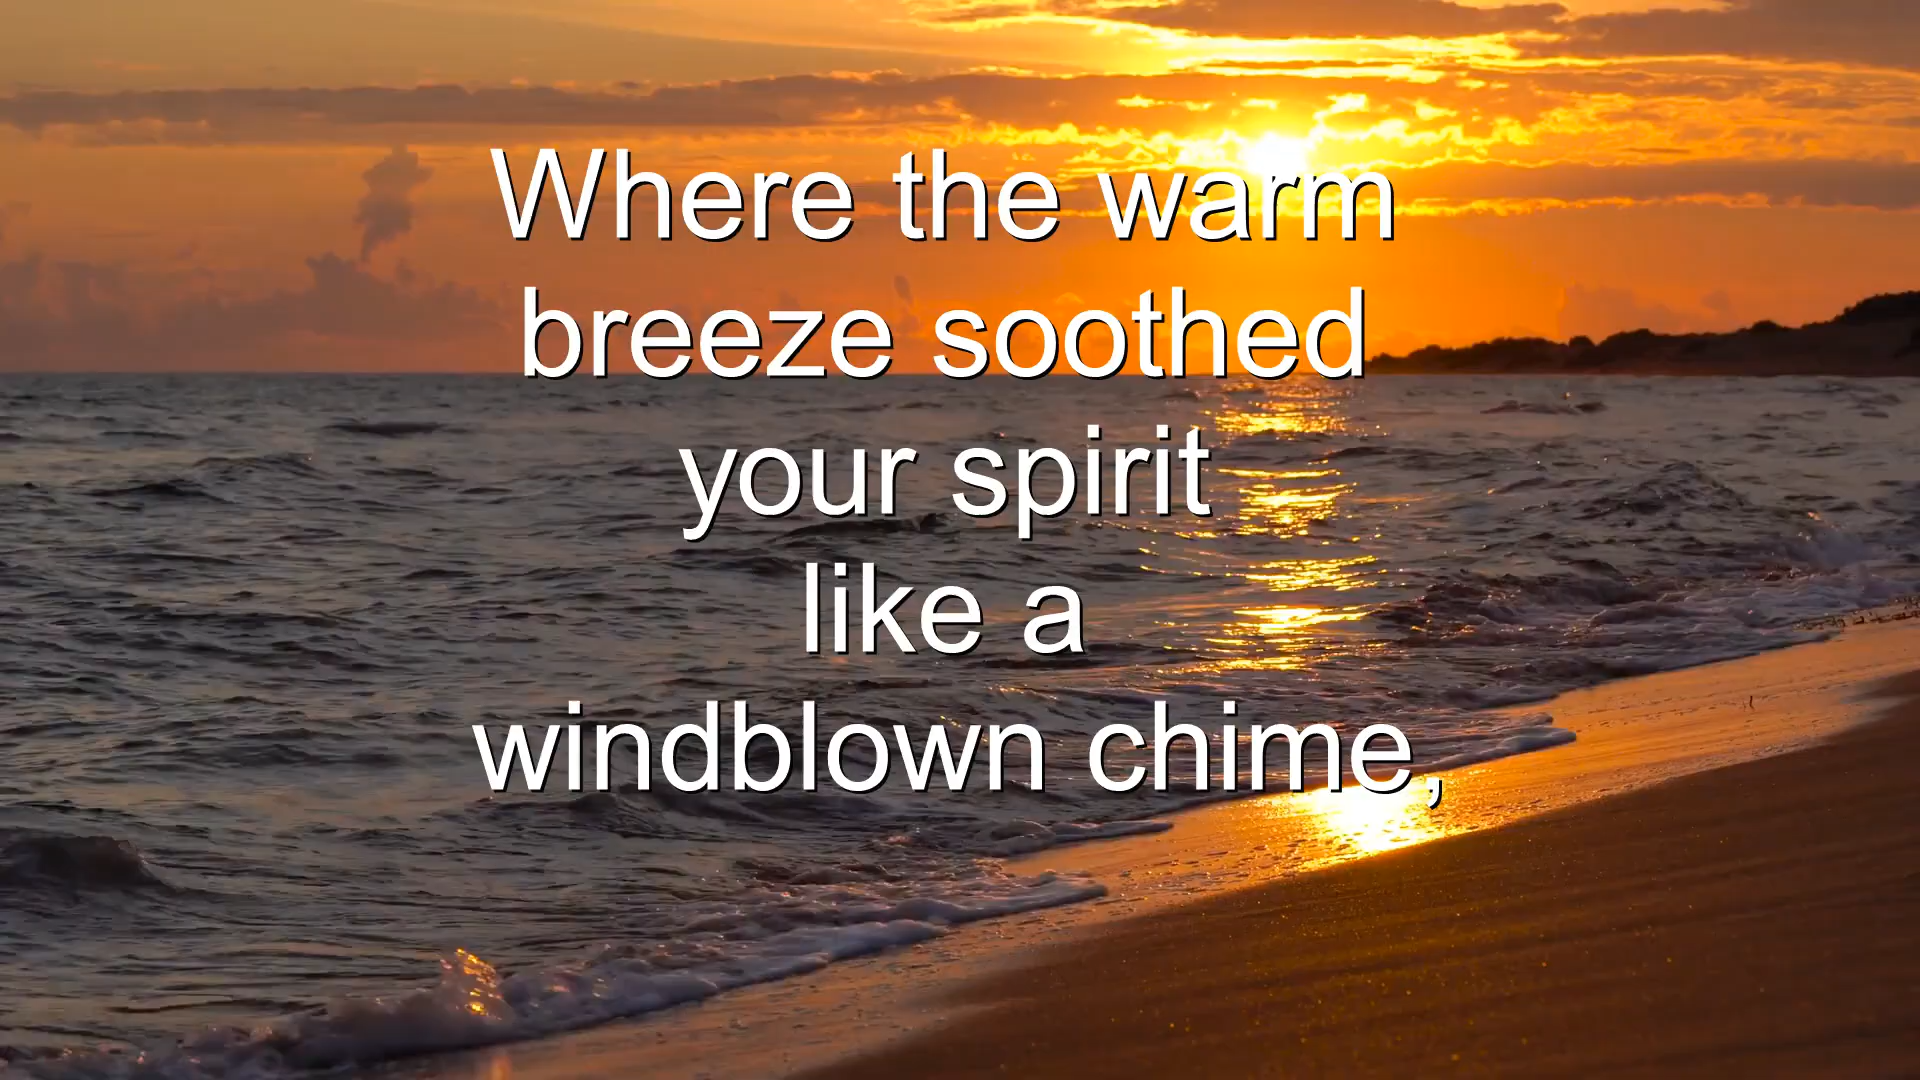 Where the warm
breeze soothed
your spirit
like a
windblown chime,